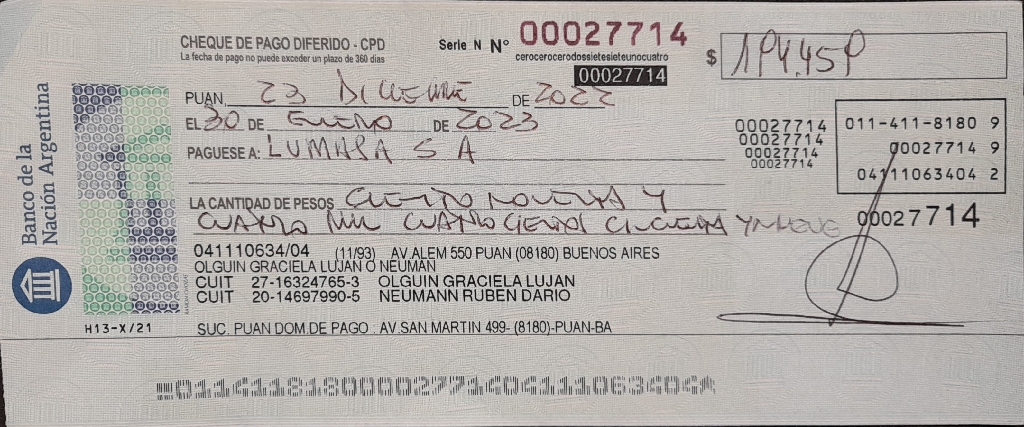 Banco de la
Nación Argentina
H13-X/21
CHEQUE DE PAGO DIFERIDO - CPD
La fecha de pago no puede exceder un plazo de 360 días
Serie N Nº 00027714
cerocerocerodossietesieteunocuatro
00027714
$ 194.459
PUAN, 23 DICIEMBRE DE 2022
EL 30 DE ENERO DE 2023
PAGUESE A: LUMASA S A
00027714
00027714
00027714
00027714
011-411-8180 9
00027714 9
04111063404 2
LA CANTIDAD DE PESOS CIENTO NOVENTA Y
CUATRO MIL CUATROCIENTOS CINCUENTA Y NUEVE
00027714
041110634/04 (11/93) AV.ALEM 550 PUAN (08180) BUENOS AIRES
OLGUIN GRACIELA LUJAN O NEUMAN
CUIT 27-16324765-3 OLGUIN GRACIELA LUJAN
CUIT 20-14697990-5 NEUMANN RUBEN DARIO
SUC. PUAN DOM.DE PAGO : AV.SAN MARTIN 499- (8180)-PUAN-BA
01141181800002771404111063404